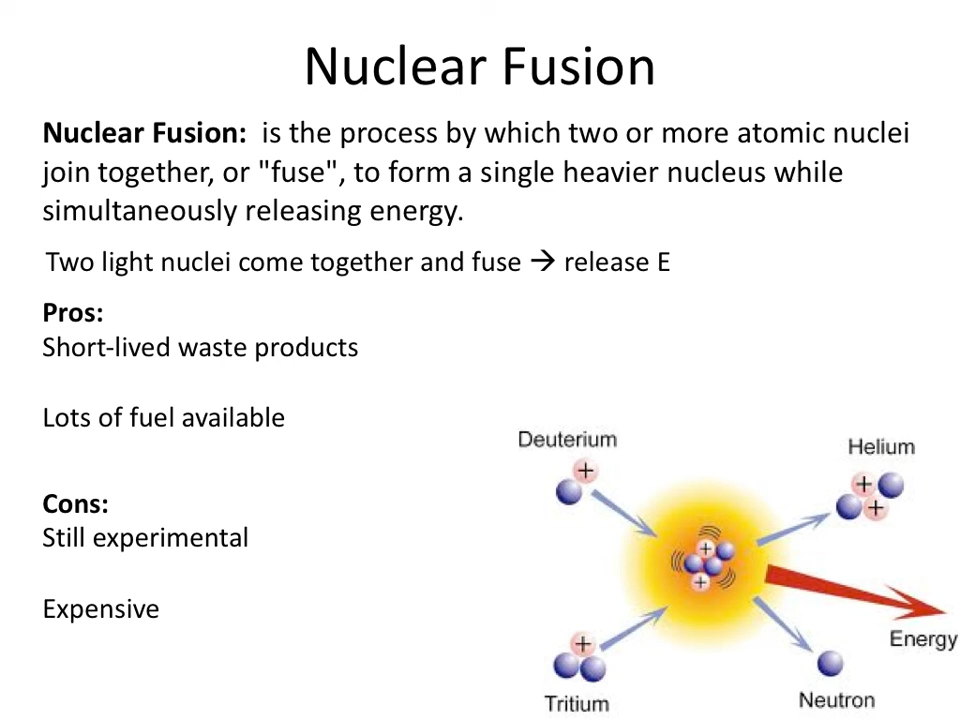 Nuclear Fusion
Nuclear Fusion:  is the process by which two or more atomic nuclei
join together, or "fuse", to form a single heavier nucleus while
simultaneously releasing energy.
Two light nuclei come together and fuse → release E
Pros:
Short-lived waste products
Lots of fuel available
Cons:
Still experimental
Expensive
Deuterium
+
Helium
+
+
+
+
Energy
+
Tritium
Neutron